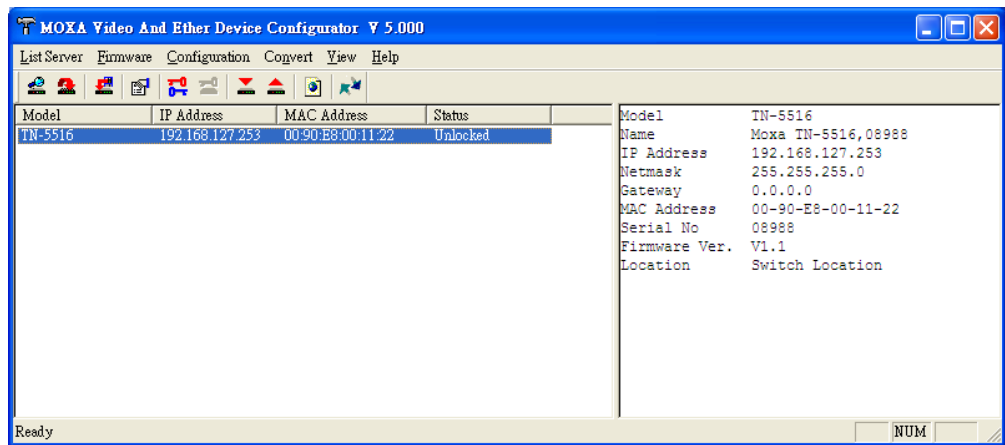 MOXA Video And Ether Device Configurator V 5.000
List Server Firmware Configuration Convert View Help
Model IP Address MAC Address Status
TN-5516 192.168.127.253 00:90:E8:00:11:22 Unlocked
Model TN-5516
Name Moxa TN-5516,08988
IP Address 192.168.127.253
Netmask 255.255.255.0
Gateway 0.0.0.0
MAC Address 00-90-E8-00-11-22
Serial No 08988
Firmware Ver. V1.1
Location Switch Location
Ready NUM